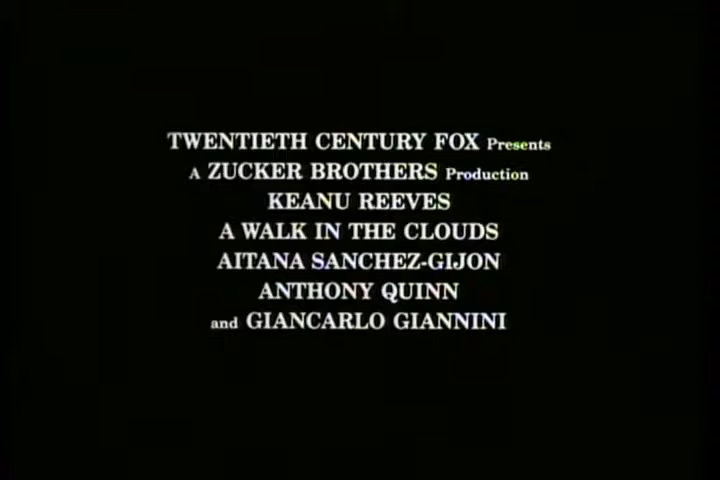 TWENTIETH CENTURY FOX Presents
A ZUCKER BROTHERS Production
KEANU REEVES
A WALK IN THE CLOUDS
AITANA SANCHEZ-GIJON
ANTHONY QUINN
and GIANCARLO GIANNINI